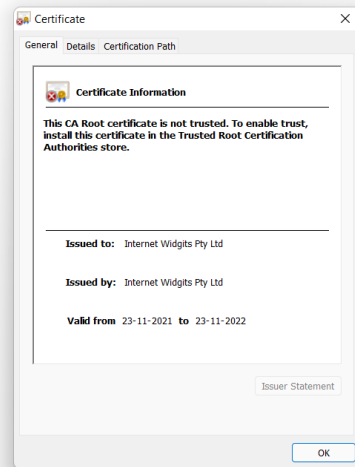 Certificate
General Details Certification Path
Certificate Information
This CA Root certificate is not trusted. To enable trust,
install this certificate in the Trusted Root Certification
Authorities store.
Issued to: Internet Widgits Pty Ltd
Issued by: Internet Widgits Pty Ltd
Valid from 23-11-2021 to 23-11-2022
Issuer Statement
OK